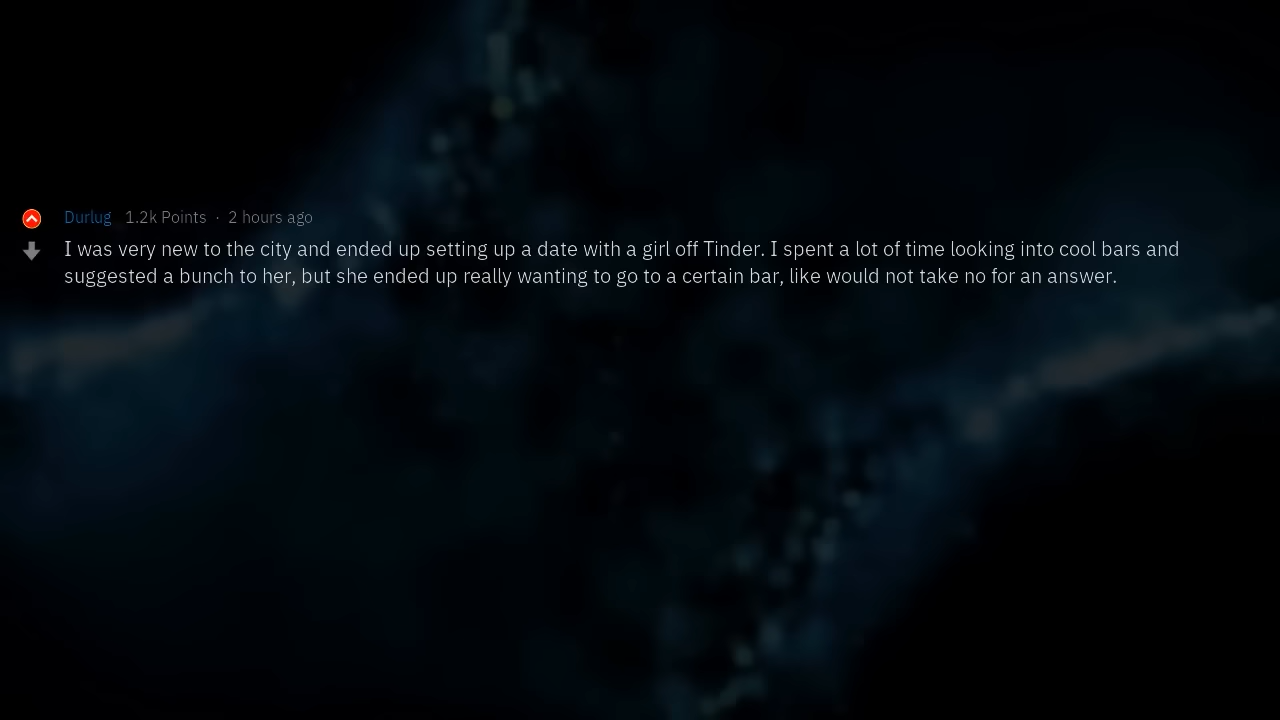 Durlug 1.2k Points · 2 hours ago
I was very new to the city and ended up setting up a date with a girl off Tinder. I spent a lot of time looking into cool bars and
suggested a bunch to her, but she ended up really wanting to go to a certain bar, like would not take no for an answer.